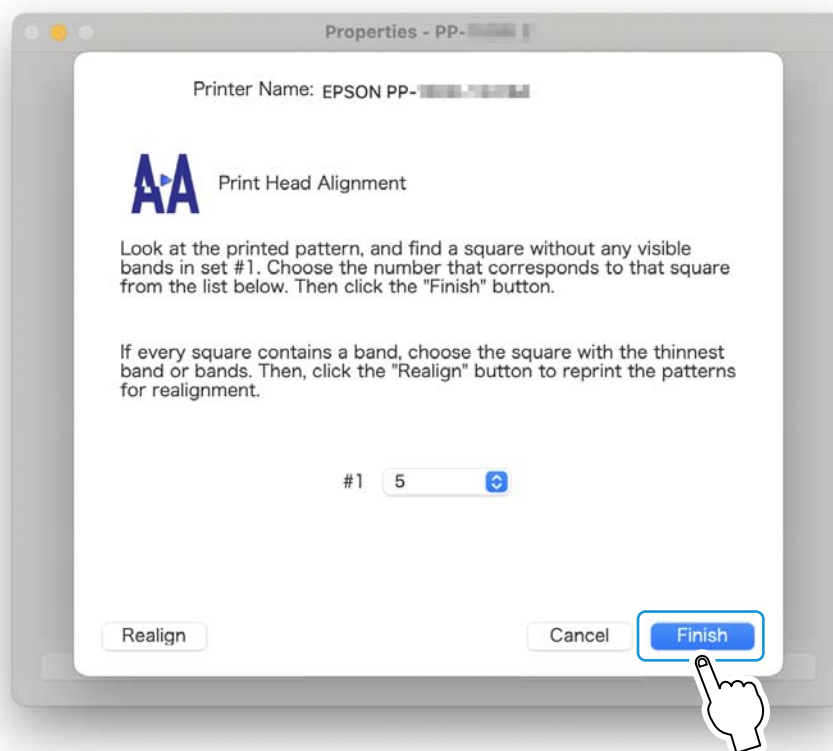 Properties - PP-
Printer Name: EPSON PP-
Print Head Alignment
Look at the printed pattern, and find a square without any visible
bands in set #1. Choose the number that corresponds to that square
from the list below. Then click the "Finish" button.
If every square contains a band, choose the square with the thinnest
band or bands. Then, click the "Realign" button to reprint the patterns
for realignment.
#1 5
Realign Cancel Finish